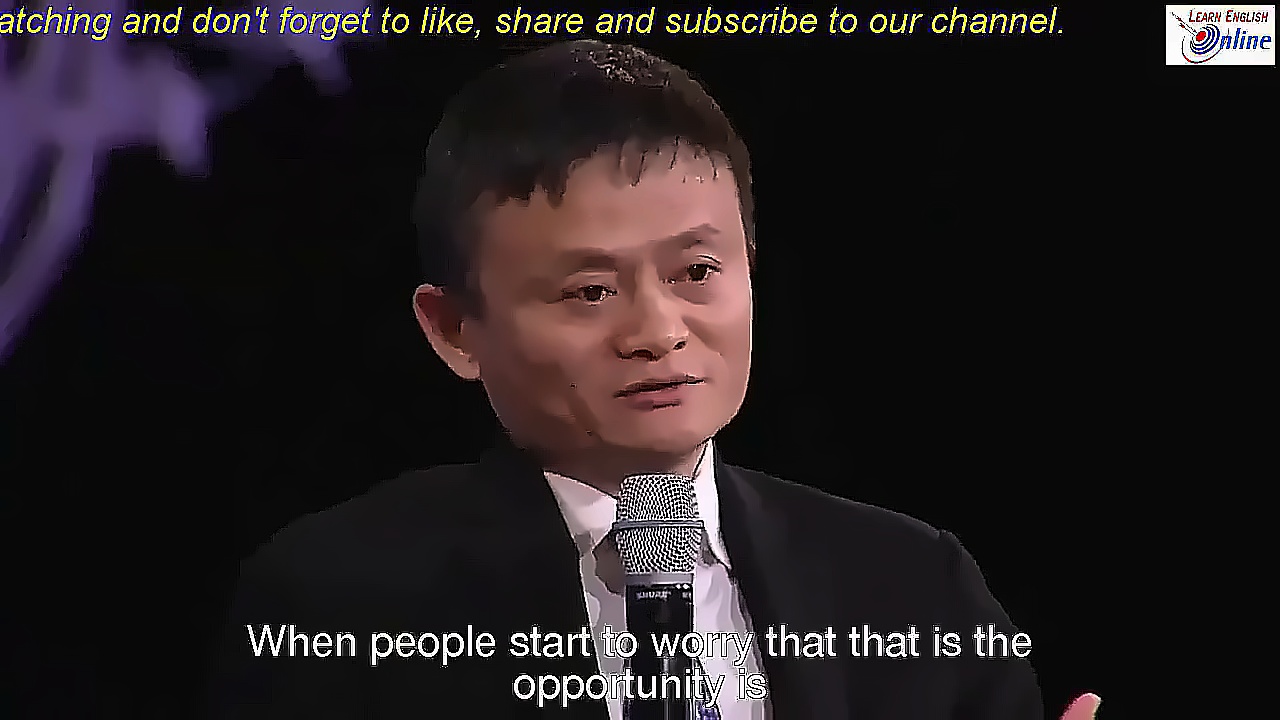 atching and don't forget to like, share and subscribe to our channel.
LEARN ENGLISH
Online
SHURE
When people start to worry that that is the
opportunity is